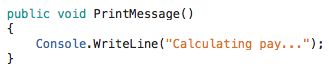 public void PrintMessage()
{
    Console.WriteLine("Calculating pay...");
}